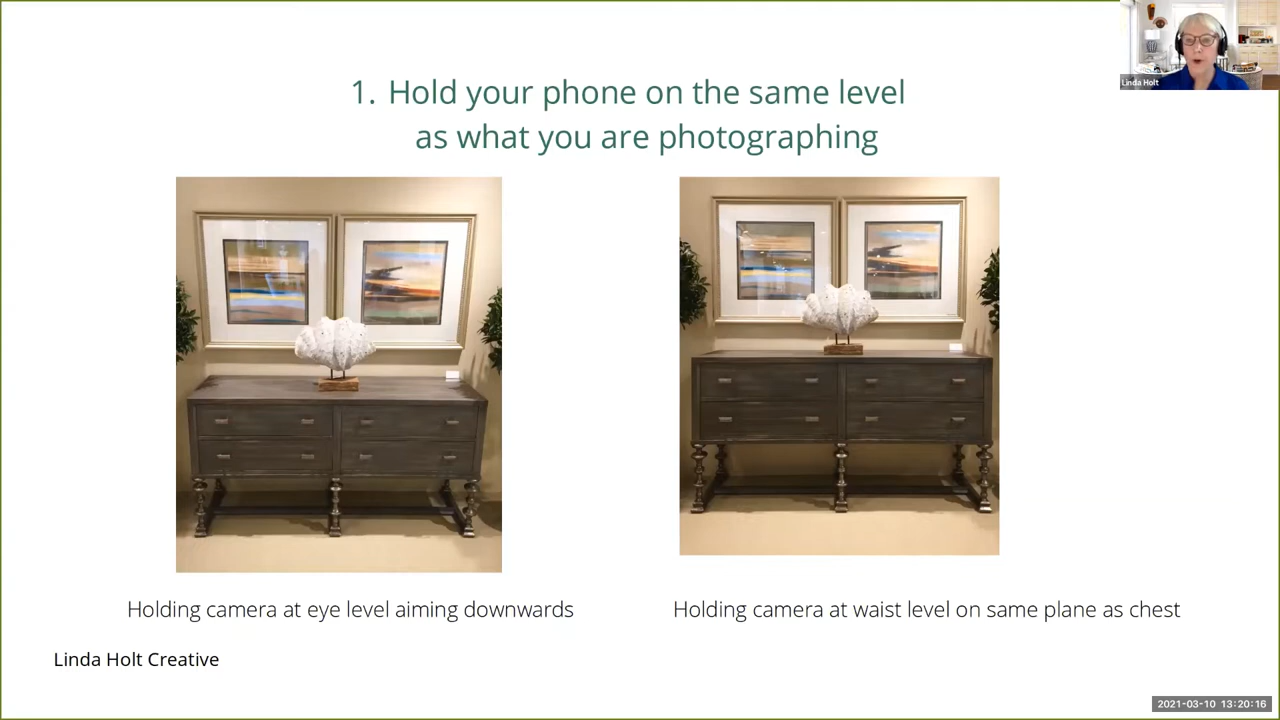 Linda Holt
1. Hold your phone on the same level
as what you are photographing
Holding camera at eye level aiming downwards
Holding camera at waist level on same plane as chest
Linda Holt Creative
2021-03-10 13:20:16